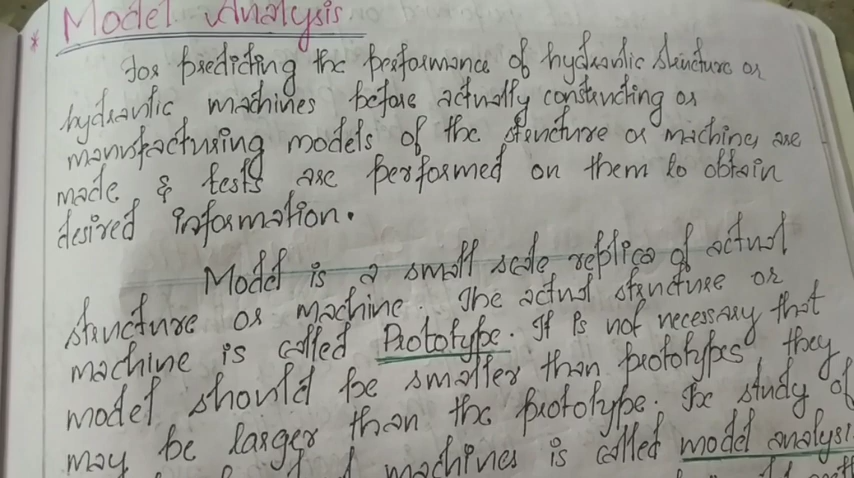 * Model Analysis
For predicting the performance of hydraulic structure or
hydraulic machines before actually constructing or
manufacturing models of the structure or machines are
made & tests are performed on them to obtain
desired information.
Model is a small scale replica of actual
structure or machine. The actual structure or
machine is called Prototype. If is not necessary that
model should be smaller than prototypes, they
may be larger than the prototype. The study of
machines is called model analysis